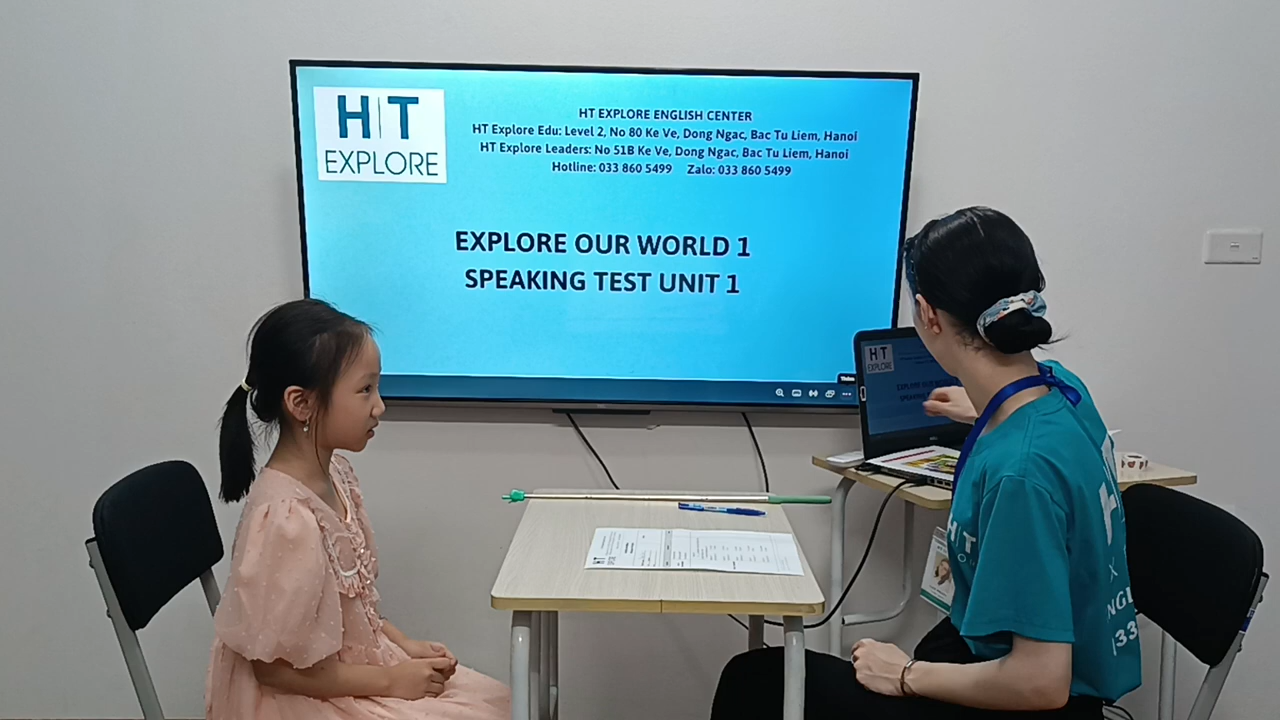 H|T
EXPLORE
HT EXPLORE ENGLISH CENTER
HT Explore Edu: Level 2, No 80 Ke Ve, Dong Ngac, Bac Tu Liem, Hanoi
HT Explore Leaders: No 51B Ke Ve, Dong Ngac, Bac Tu Liem, Hanoi
Hotline: 033 860 5499 Zalo: 033 860 5499
EXPLORE OUR WORLD 1
SPEAKING TEST UNIT 1
H|T
EXPLORE
HT
EXPLORE
H T
X
33